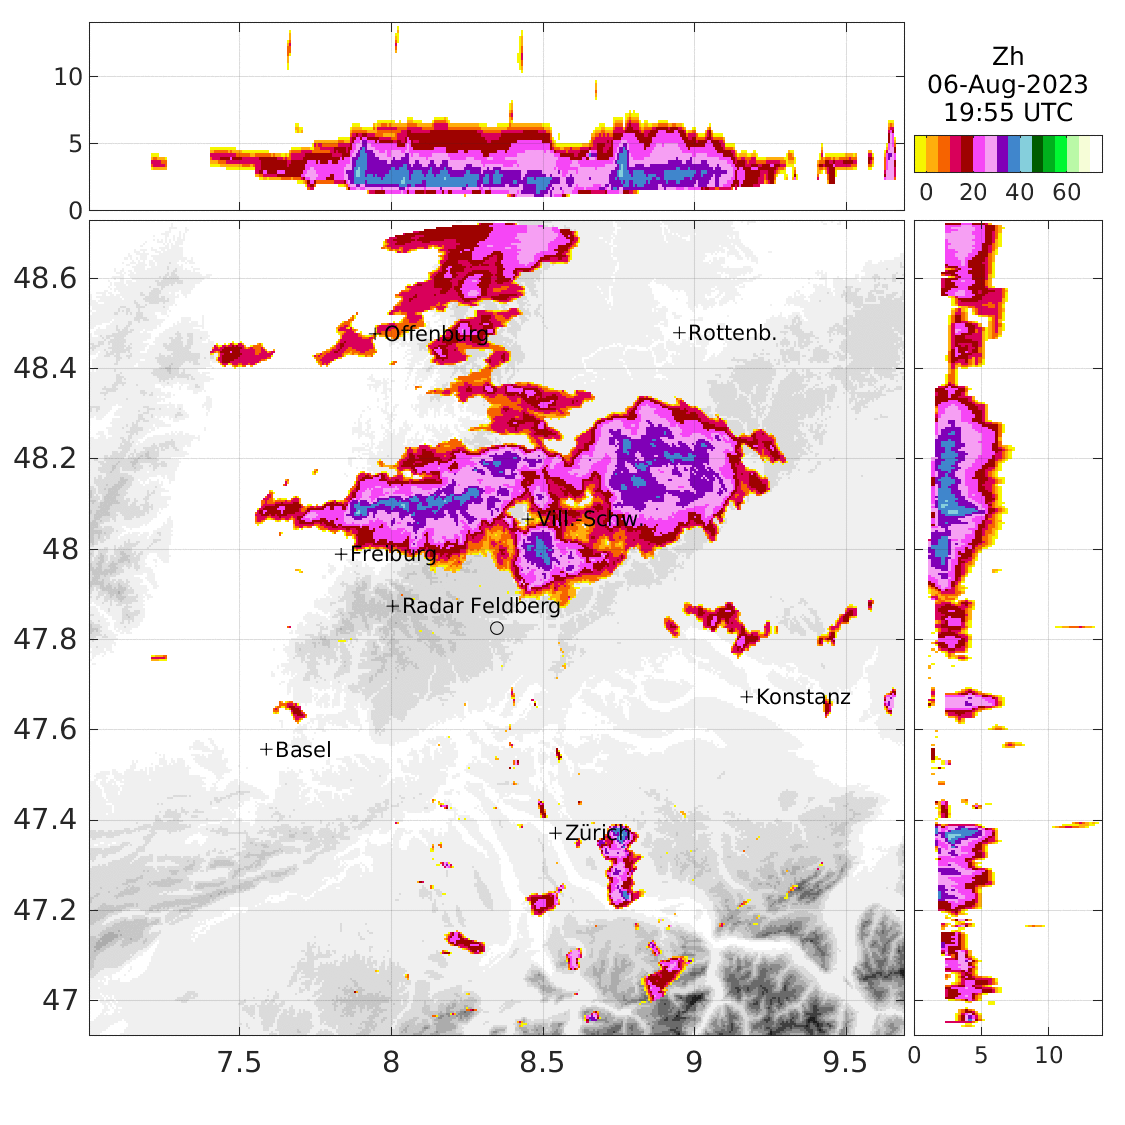 10
5
0
Zh
06-Aug-2023
19:55 UTC
0 20 40 60
48.6
48.4
48.2
48
47.8
47.6
47.4
47.2
47
Offenburg
Rottenb.
Vill.-Schw
Freiburg
Radar Feldberg
Konstanz
Basel
Zürich
7.5 8 8.5 9 9.5
0 5 10